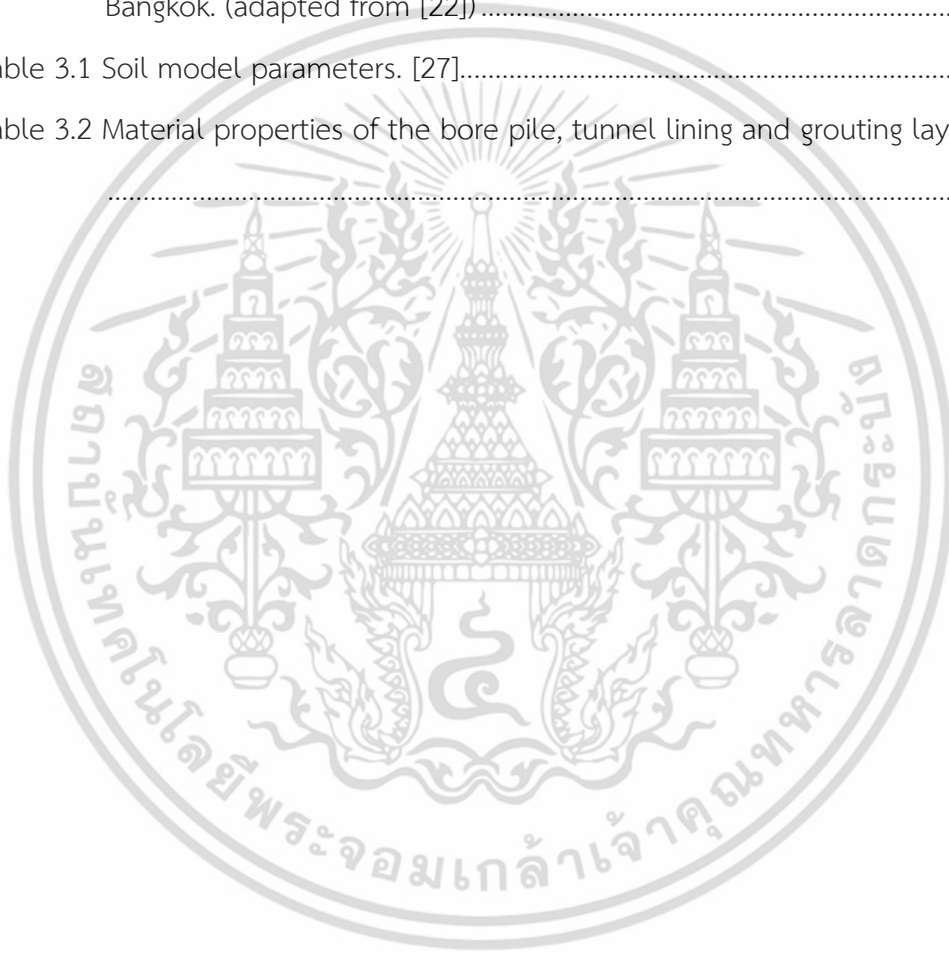 Bangkok. (adapted from [22])
able 3.1 Soil model parameters. [27]
able 3.2 Material properties of the bore pile, tunnel lining and grouting lay
สถาบันเทคโนโลยีพระจอมเกล้าเจ้าคุณทหารลาดกระบัง